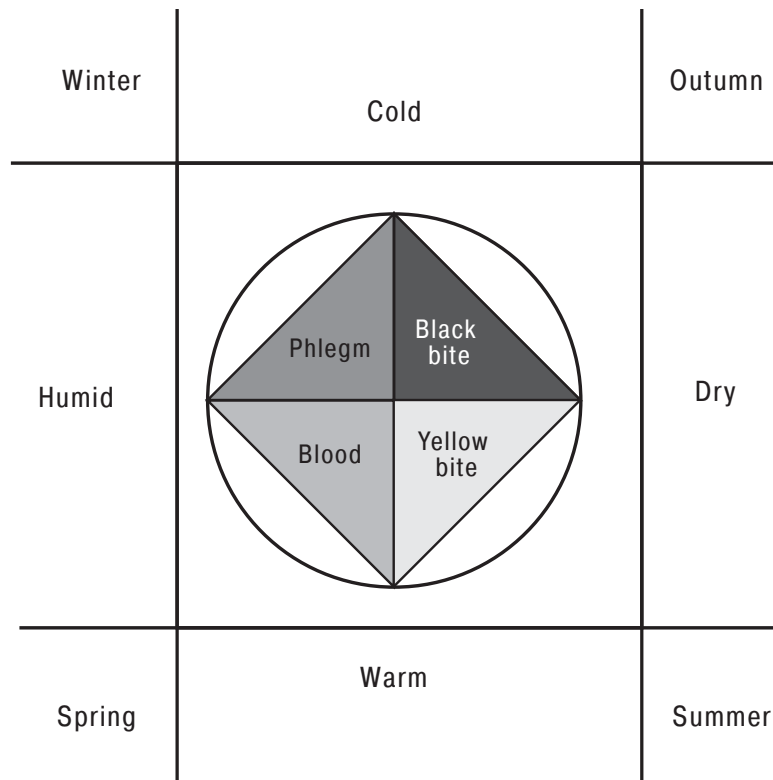 Winter
Outumn
Cold
Phlegm
Black
bite
Humid
Dry
Blood
Yellow
bite
Warm
Spring
Summer